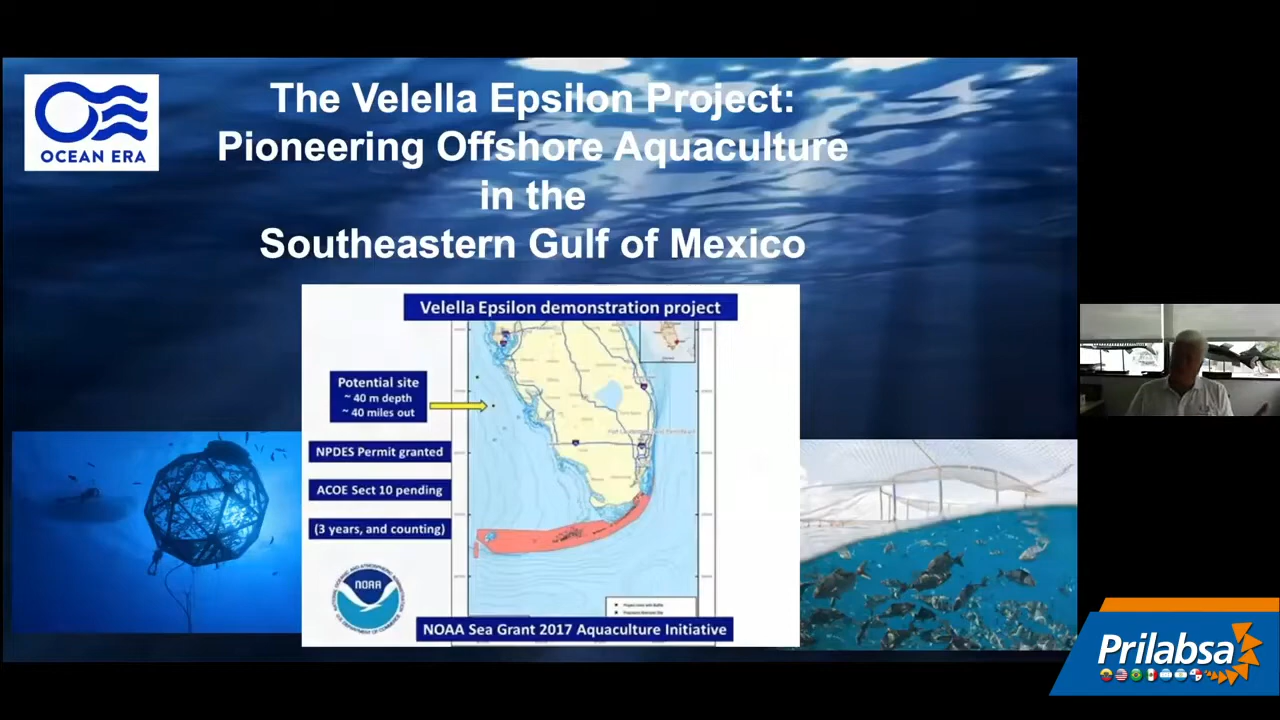 OCEAN ERA
The Velella Epsilon Project:
Pioneering Offshore Aquaculture
in the
Southeastern Gulf of Mexico
Velella Epsilon demonstration project
Potential site
~ 40 m depth
~ 40 miles out
NPDES Permit granted
ACOE Sect 10 pending
(3 years, and counting)
NOAA
NOAA Sea Grant 2017 Aquaculture Initiative
Prilabsa